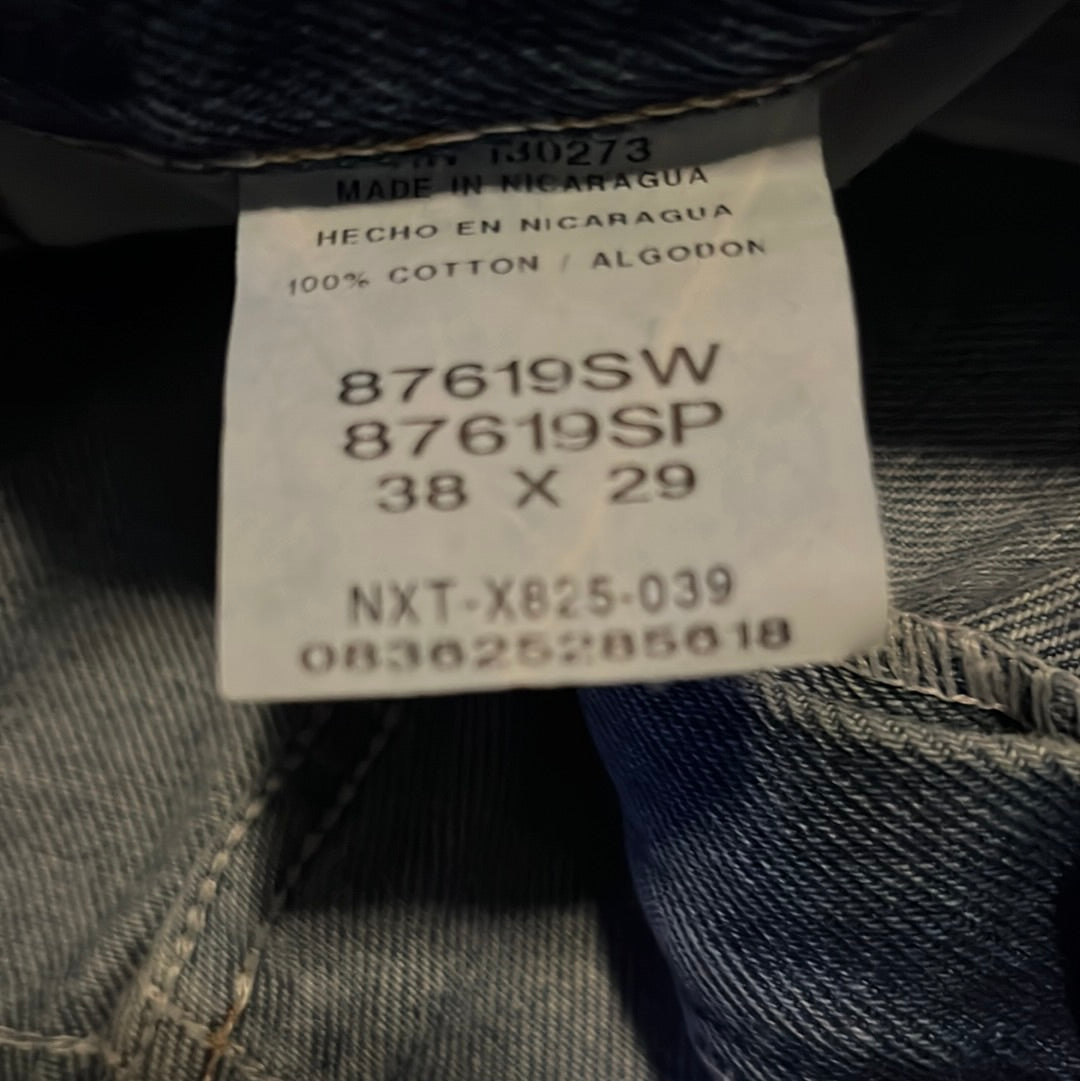 130273
MADE IN NICARAGUA
HECHO EN NICARAGUA
100% COTTON / ALGODON
87619SW
87619SP
38 X 29
NXT-X825-039
083625285618